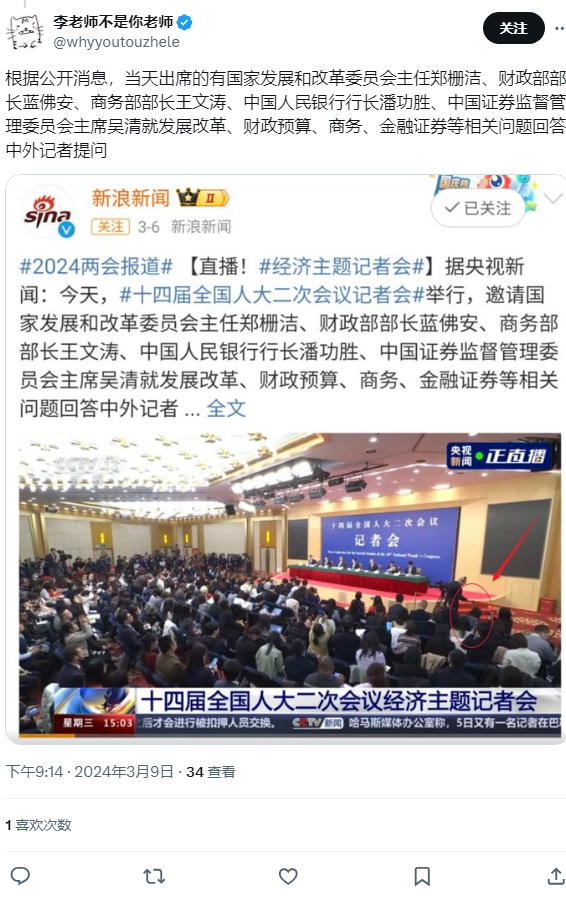 李老师不是你老师
@whyyoutouzhele
关注
根据公开消息，当天出席的有国家发展和改革委员会主任郑栅洁、财政部部
长蓝佛安、商务部部长王文涛、中国人民银行行长潘功胜、中国证券监督管
理委员会主席吴清就发展改革、财政预算、商务、金融证券等相关问题回答
中外记者提问
sina
新浪新闻
II
国庆
已关注
关注 3-6 新浪新闻
#2024两会报道# 【直播！#经济主题记者会#】据央视新
闻：今天，#十四届全国人大二次会议记者会#举行，邀请国
家发展和改革委员会主任郑栅洁、财政部部长蓝佛安、商务部
部长王文涛、中国人民银行行长潘功胜、中国证券监督管理委
员会主席吴清就发展改革、财政预算、商务、金融证券等相关
问题回答中外记者 ... 全文
央视
新闻
正直播
十四届全国人大二次会议
记者会
Press Conference for the Second Session of the 14th National People's Congress
十四届全国人大二次会议经济主题记者会
星期三 15:03
后才会进行被扣押人员交换。 CCTV 新闻 哈马斯媒体办公室称，5日又有一名记者在巴
下午9:14 · 2024年3月9日 · 34 查看
1 喜欢次数